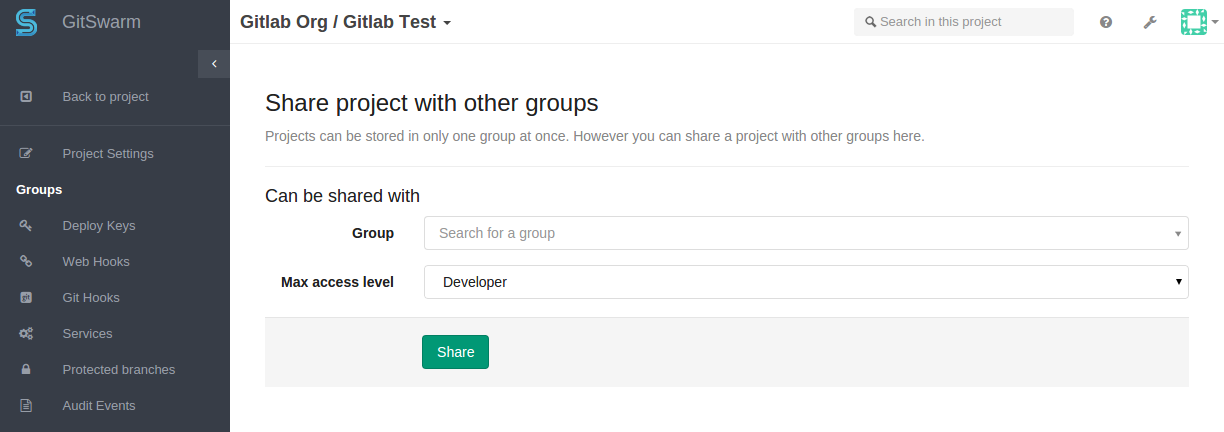 GitSwarm
Back to project
Project Settings
Groups
Deploy Keys
Web Hooks
Git Hooks
Services
Protected branches
Audit Events
Gitlab Org / Gitlab Test
Search in this project
Share project with other groups
Projects can be stored in only one group at once. However you can share a project with other groups here.
Can be shared with
Group Search for a group
Max access level Developer
Share